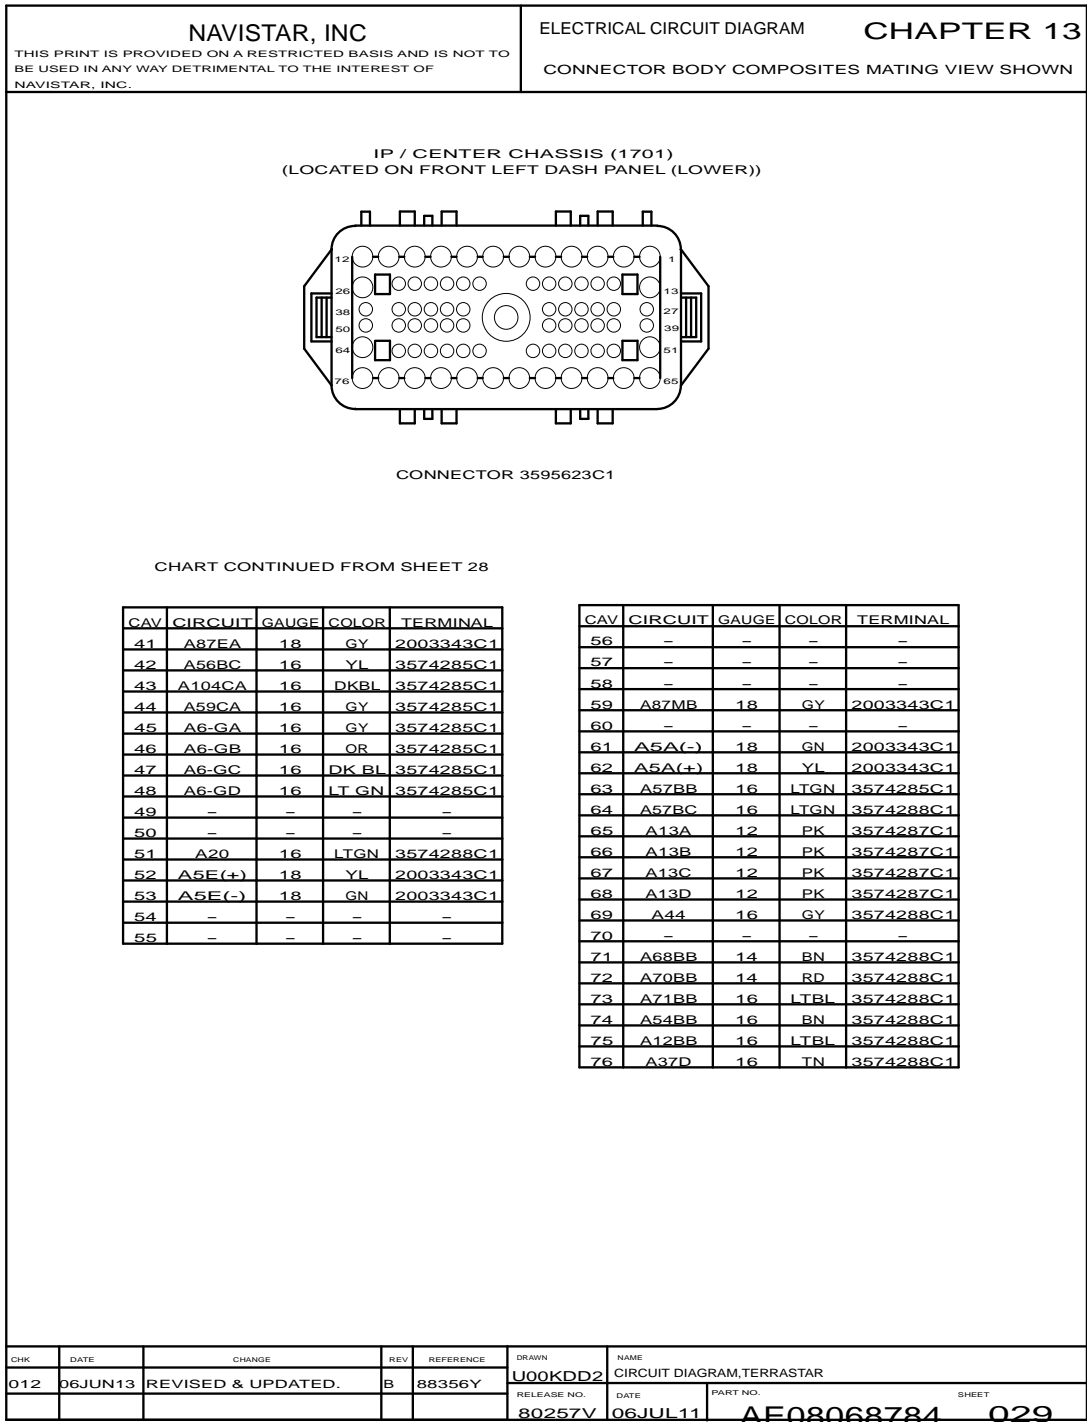 NAVISTAR, INC
THIS PRINT IS PROVIDED ON A RESTRICTED BASIS AND IS NOT TO
BE USED IN ANY WAY DETRIMENTAL TO THE INTEREST OF
NAVISTAR, INC.
ELECTRICAL CIRCUIT DIAGRAM CHAPTER 13
CONNECTOR BODY COMPOSITES MATING VIEW SHOWN
IP / CENTER CHASSIS (1701)
(LOCATED ON FRONT LEFT DASH PANEL (LOWER))
12 1
26 13
38 27
50 39
64 51
76 65
CONNECTOR 3595623C1
CHART CONTINUED FROM SHEET 28
CAV CIRCUIT GAUGE COLOR TERMINAL
41 A87EA 18 GY 2003343C1
42 A56BC 16 YL 3574285C1
43 A104CA 16 DKBL 3574285C1
44 A59CA 16 GY 3574285C1
45 A6-GA 16 GY 3574285C1
46 A6-GB 16 OR 3574285C1
47 A6-GC 16 DK BL 3574285C1
48 A6-GD 16 LT GN 3574285C1
49 – – – –
50 – – – –
51 A20 16 LTGN 3574288C1
52 A5E(+) 18 YL 2003343C1
53 A5E(-) 18 GN 2003343C1
54 – – – –
55 – – – –
CAV CIRCUIT GAUGE COLOR TERMINAL
56 – – – –
57 – – – –
58 – – – –
59 A87MB 18 GY 2003343C1
60 – – – –
61 A5A(-) 18 GN 2003343C1
62 A5A(+) 18 YL 2003343C1
63 A57BB 16 LTGN 3574285C1
64 A57BC 16 LTGN 3574288C1
65 A13A 12 PK 3574287C1
66 A13B 12 PK 3574287C1
67 A13C 12 PK 3574287C1
68 A13D 12 PK 3574287C1
69 A44 16 GY 3574288C1
70 – – – –
71 A68BB 14 BN 3574288C1
72 A70BB 14 RD 3574288C1
73 A71BB 16 LTBL 3574288C1
74 A54BB 16 BN 3574288C1
75 A12BB 16 LTBL 3574288C1
76 A37D 16 TN 3574288C1
CHK DATE CHANGE REV REFERENCE
012 06JUN13 REVISED & UPDATED. B 88356Y
DRAWN NAME
U00KDD2 CIRCUIT DIAGRAM,TERRASTAR
RELEASE NO. DATE PART NO. SHEET
80257V 06JUL11 AE08068784 029